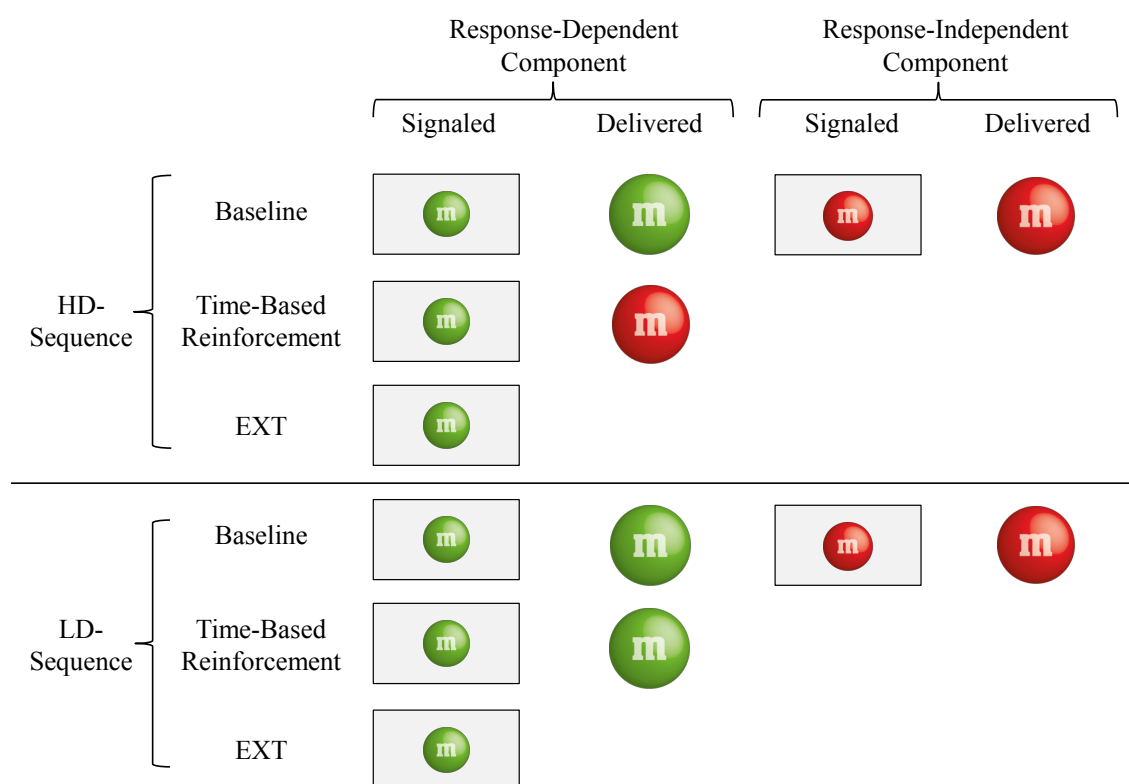 Response-Dependent
Component
Response-Independent
Component
Signaled
Delivered
Signaled
Delivered
Baseline
m
m
m
m
HD-
Sequence
Time-Based
Reinforcement
m
m
EXT
m
Baseline
m
m
m
m
LD-
Sequence
Time-Based
Reinforcement
m
m
EXT
m